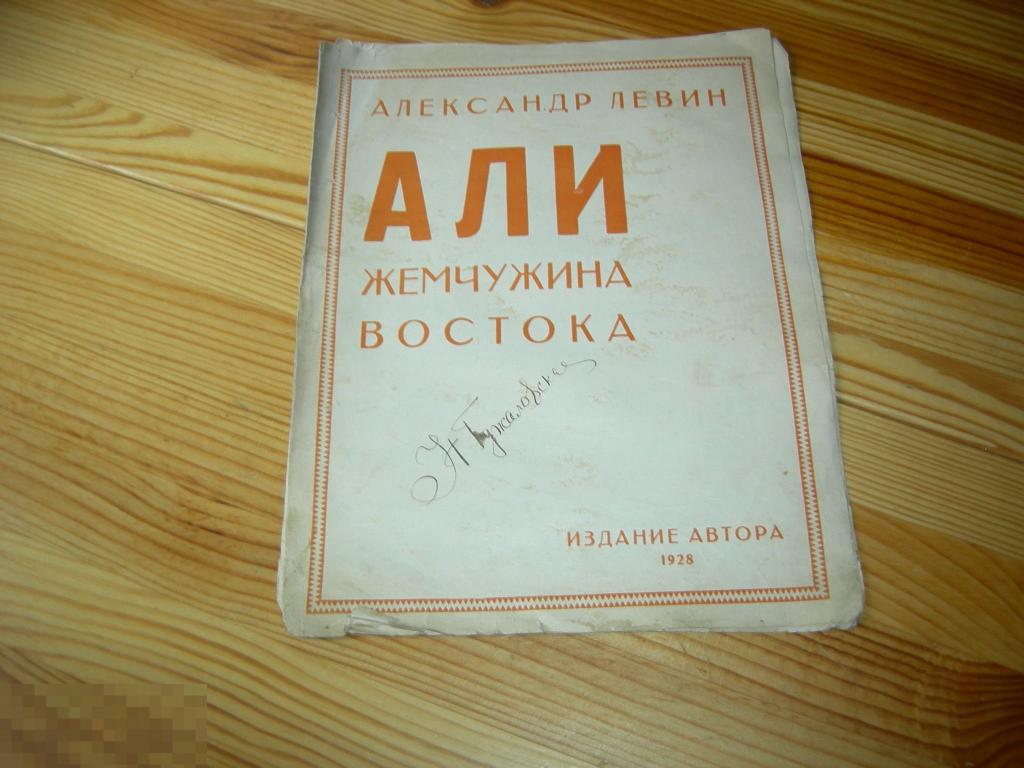 АЛЕКСАНДР ЛЕВИН
АЛИ
ЖЕМЧУЖИНА
ВОСТОКА
ИЗДАНИЕ АВТОРА
1928